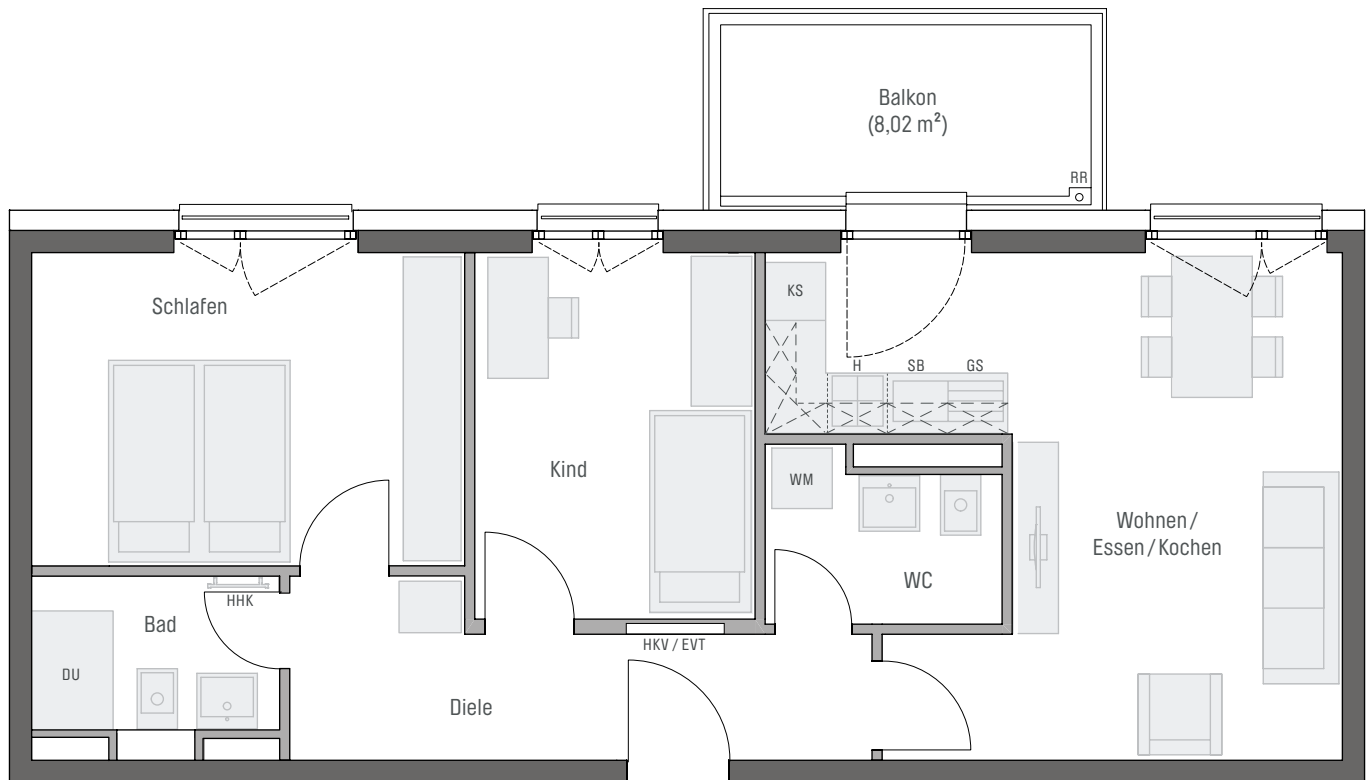 Balkon
(8,02 m²)
RR
Schlafen
KS
H
SB
GS
Kind
WM
Wohnen /
Essen / Kochen
WC
HHK
Bad
HKV / EVT
DU
Diele